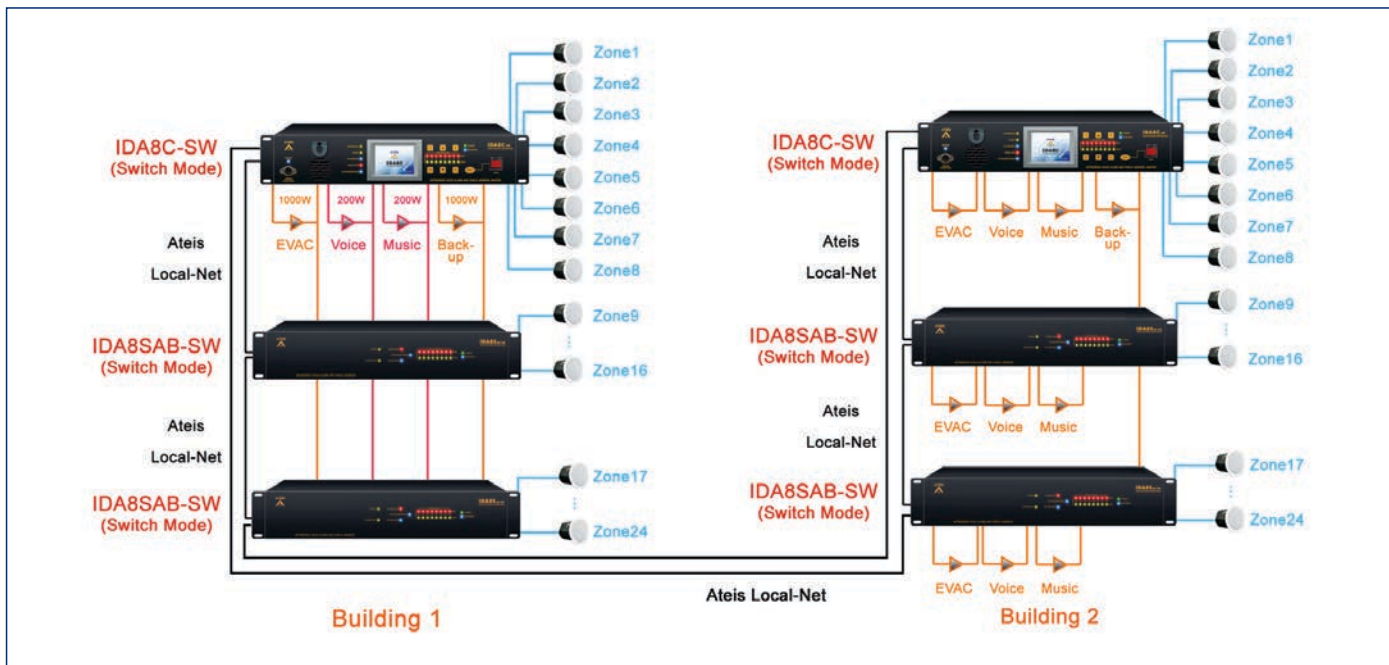 IDA8C-SW
(Switch Mode)
Zone1
Zone2
Zone3
Zone4
Zone5
Zone6
Zone7
Zone8
1000W
200W
200W
1000W
EVAC
Voice
Music
Back-
up
Ateis
Local-Net
IDA8SAB-SW
(Switch Mode)
Zone9
Zone16
Ateis
Local-Net
IDA8SAB-SW
(Switch Mode)
Zone17
Zone24
Building 1
IDA8C-SW
(Switch Mode)
Zone1
Zone2
Zone3
Zone4
Zone5
Zone6
Zone7
Zone8
EVAC
Voice
Music
Back-
up
Ateis
Local-Net
IDA8SAB-SW
(Switch Mode)
Zone9
Zone16
EVAC
Voice
Music
Ateis
Local-Net
IDA8SAB-SW
(Switch Mode)
Zone17
Zone24
EVAC
Voice
Music
Ateis Local-Net
Building 2